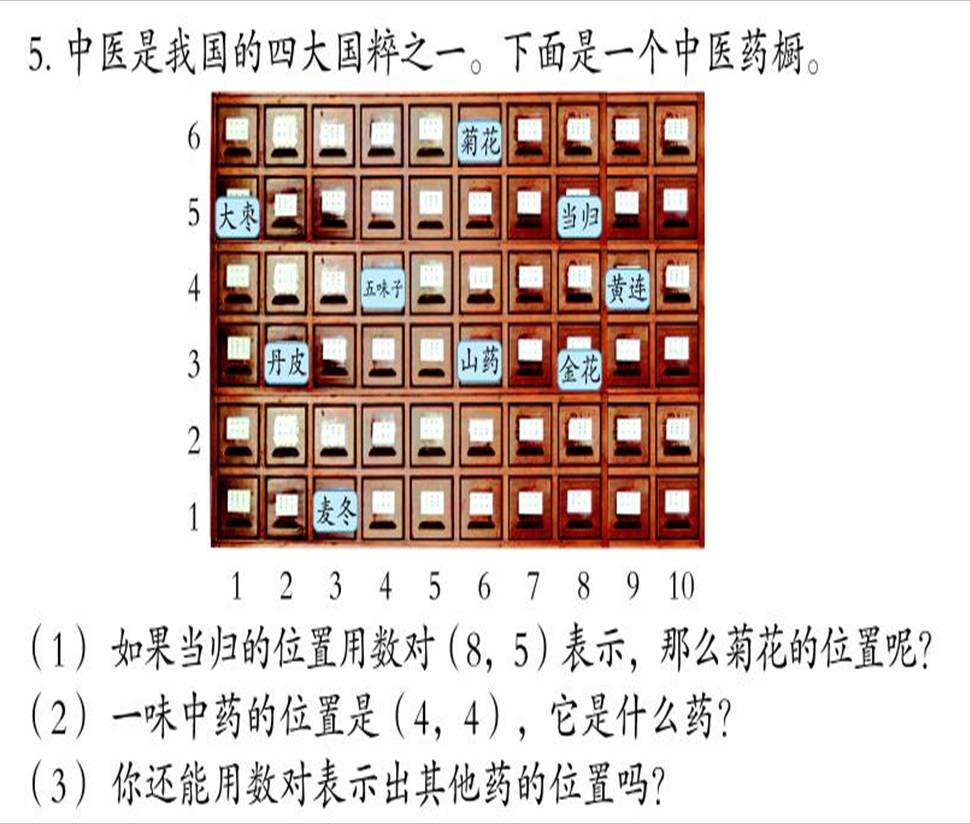 5. 中医是我国的四大国粹之一。下面是一个中医药橱。
6 菊花
5 大枣 当归
4 五味子 黄连
3 丹皮 山药 金花
2
1 麦冬
1 2 3 4 5 6 7 8 9 10
（1）如果当归的位置用数对（8，5）表示，那么菊花的位置呢？
（2）一味中药的位置是（4，4），它是什么药？
（3）你还能用数对表示出其他药的位置吗？